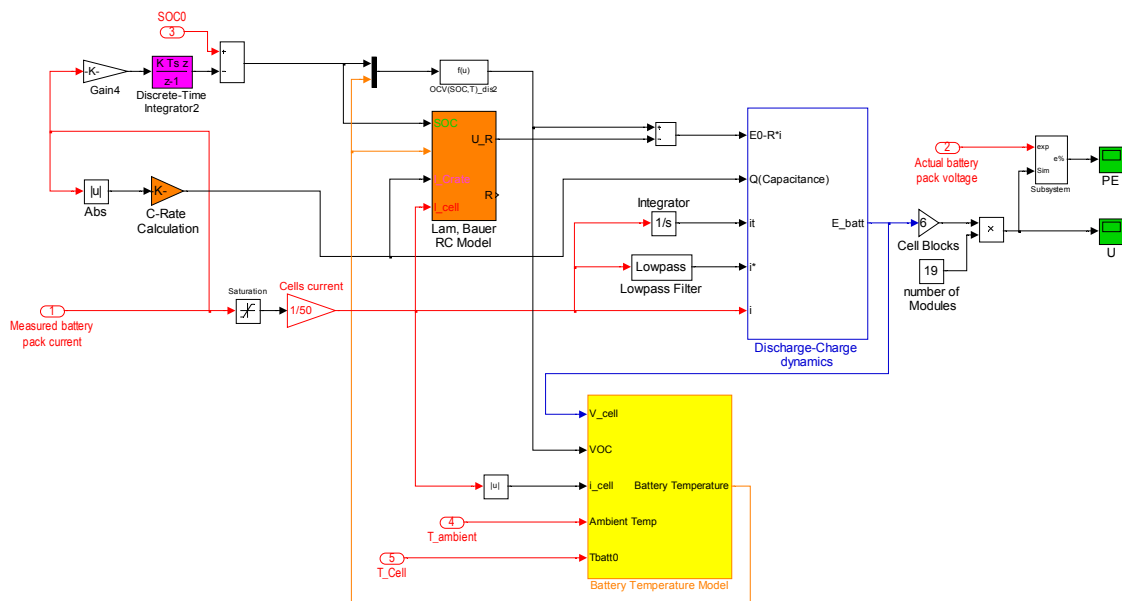 SOC0
3
+
-
-K-
Gain4
K Ts z
z-1
Discrete-Time
Integrator2
f(u)
OCV(SOC,T)_dis2
|u|
Abs
K-
C-Rate
Calculation
SOC
U_R
I_Crate
R
I_cell
Lam, Bauer
RC Model
+
-
E0-R*i
Q(Capacitance)
it
i*
i
E_batt
Discharge-Charge
dynamics
Integrator
1/s
Lowpass
Lowpass Filter
2
Actual battery
pack voltage
exp
Sim
e%
Subsystem
PE
6
Cell Blocks
×
U
19
number of
Modules
1
Measured battery
pack current
Saturation
Cells current
1/50
V_cell
VOC
i_cell
Battery Temperature
Ambient Temp
Tbatt0
Battery Temperature Model
|u|
4
T_ambient
5
T_Cell